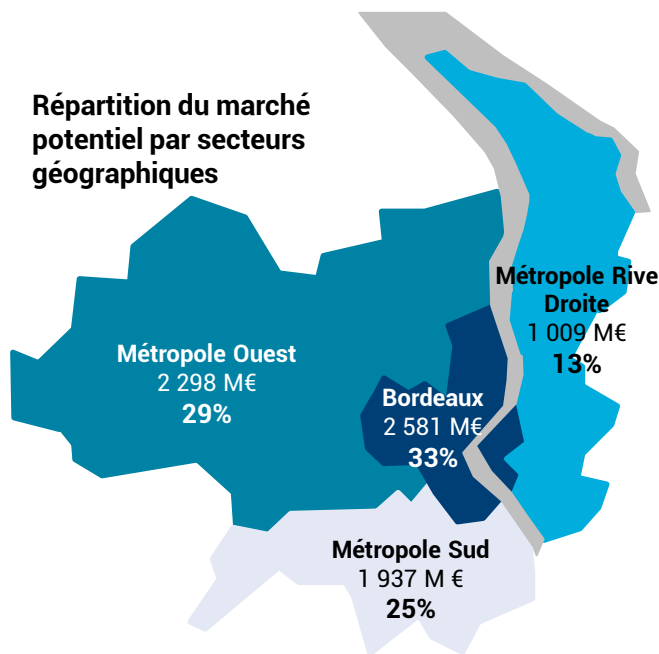 Répartition du marché
potentiel par secteurs
géographiques
Métropole Rive
Droite
1 009 M€
13%
Métropole Ouest
2 298 M€
29%
Bordeaux
2 581 M€
33%
Métropole Sud
1 937 M €
25%